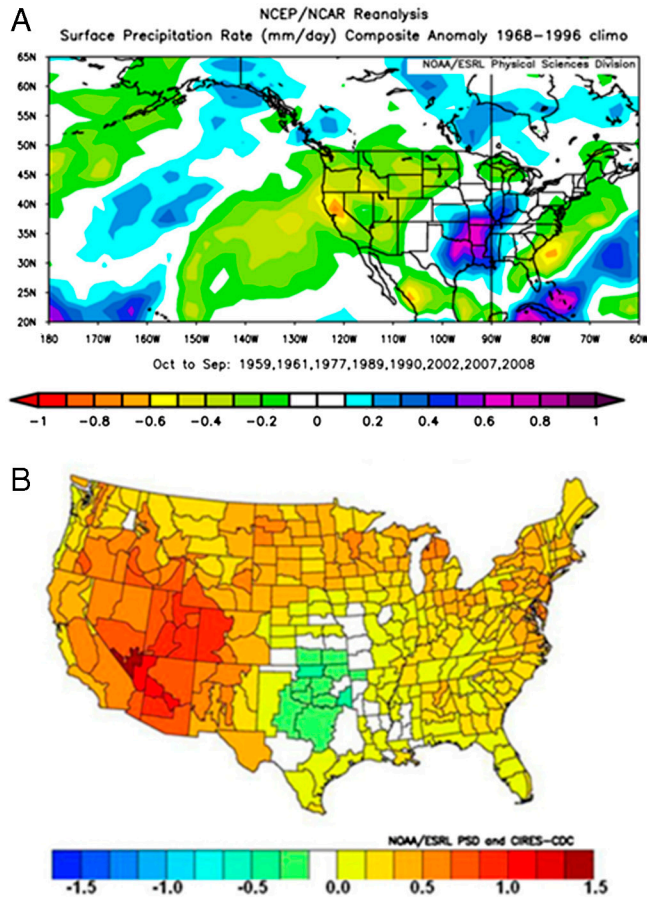 A
NCEP/NCAR Reanalysis
Surface Precipitation Rate (mm/day) Composite Anomaly 1968-1996 climo
NOAA/ESRL Physical Sciences Division
65N
60N
55N
50N
45N
40N
35N
30N
25N
20N
180 170W 160W 150W 140W 130W 120W 110W 100W 90W 80W 70W 60W
Oct to Sep: 1959,1961,1977,1989,1990,2002,2007,2008
-1 -0.8 -0.6 -0.4 -0.2 0 0.2 0.4 0.6 0.8 1
B
NOAA/ESRL PSD and CIRES-CDC
-1.5 -1.0 -0.5 0.0 0.5 1.0 1.5